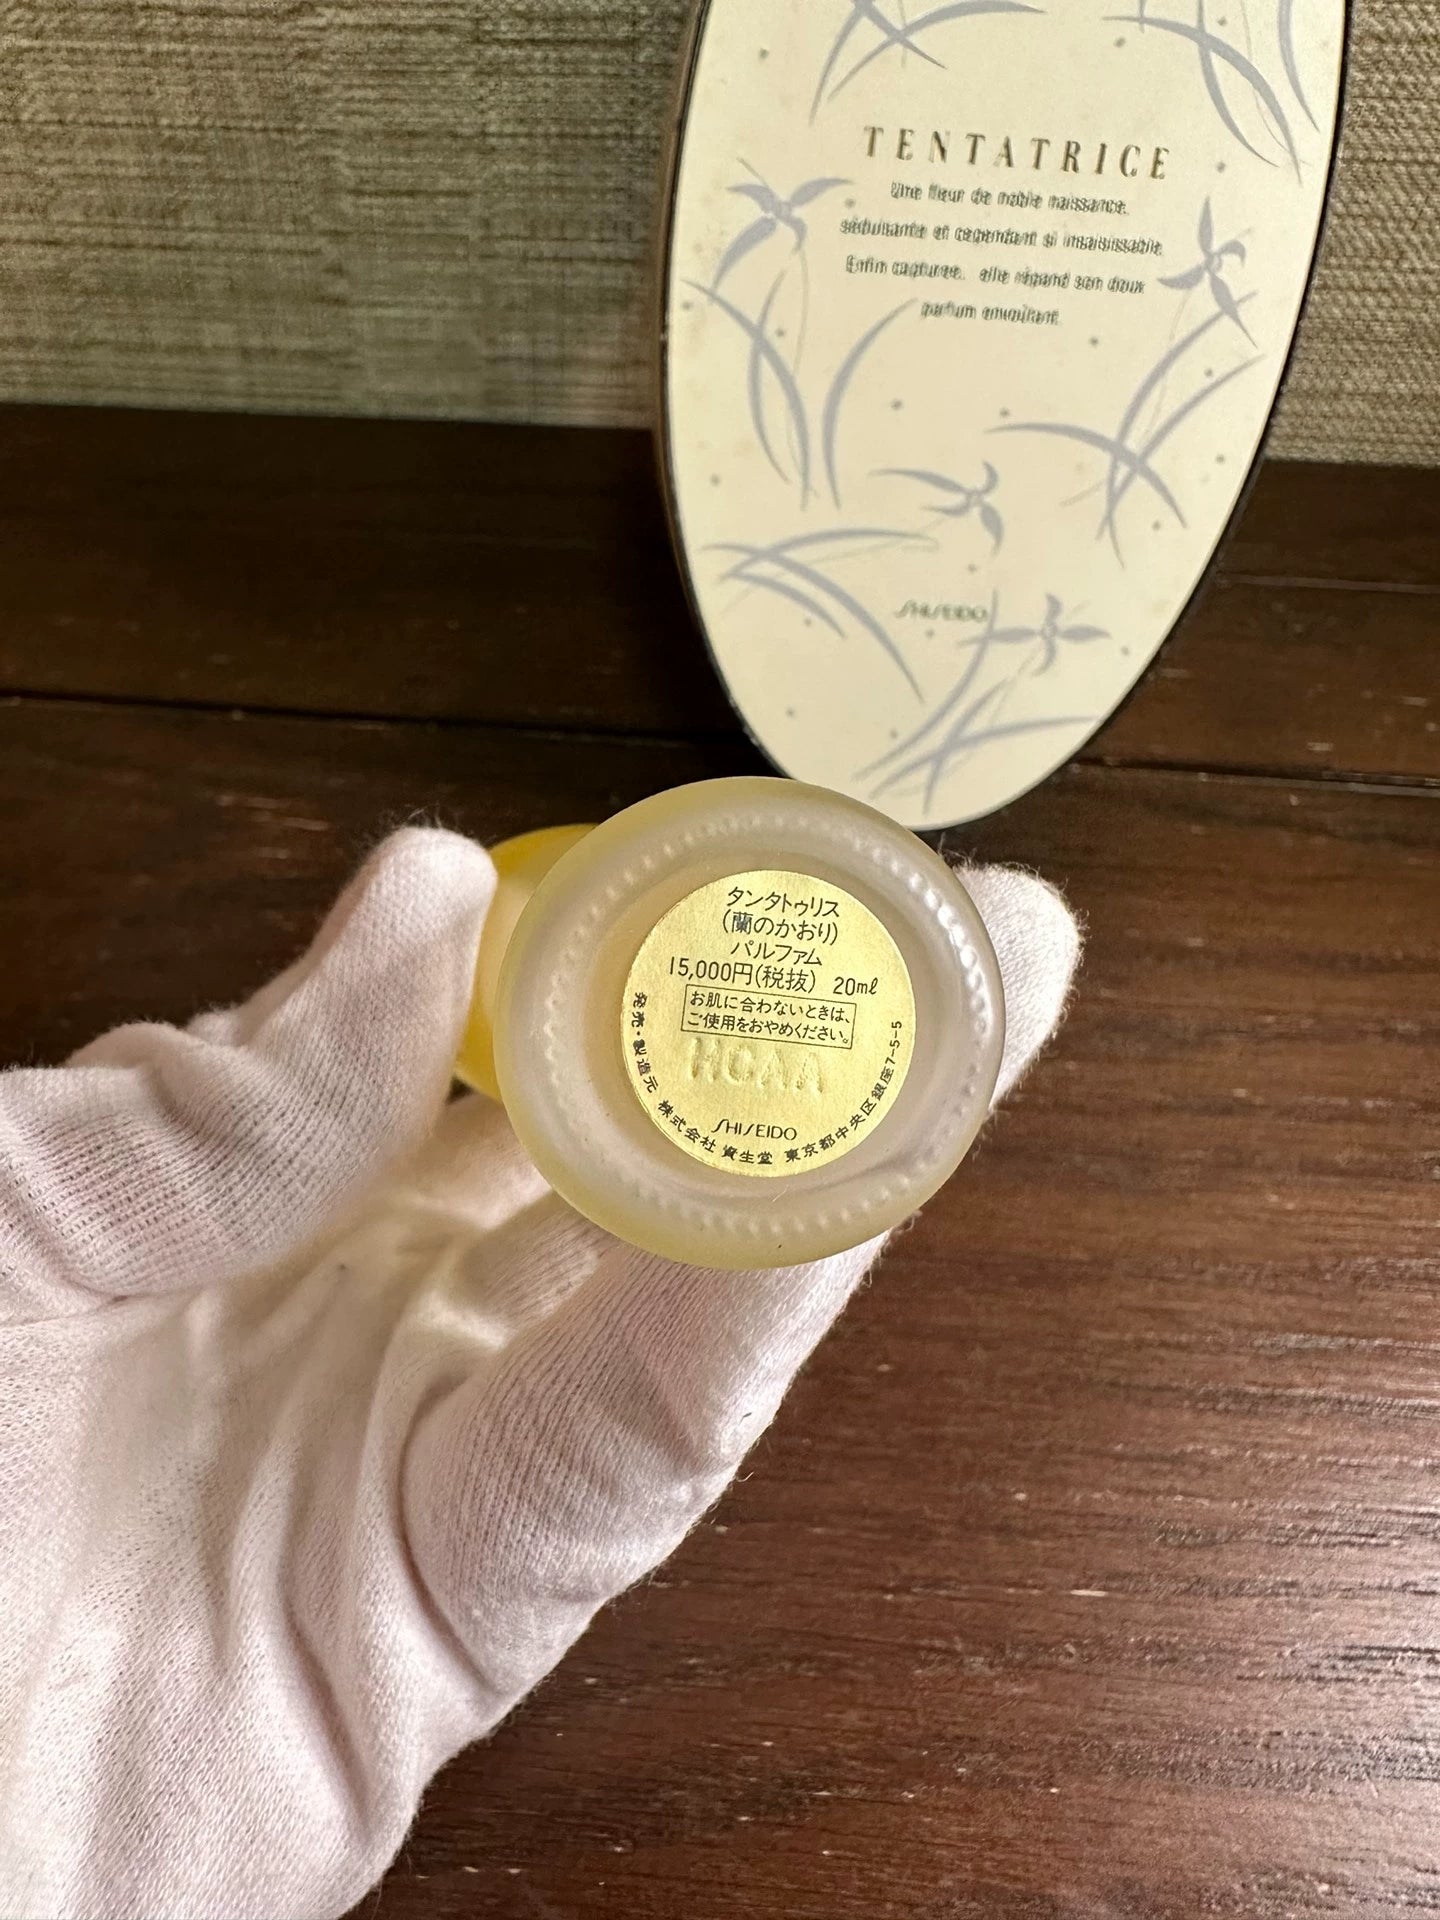 TENTATRICE
Une fleur de noble naissance,
séduisante et cependant si insaisissable.
Enfin capturée, elle répand son doux
parfum envoûtant.
SHISEIDO
タンタトゥリス
(蘭のかおり)
パルファム
15,000円(税抜) 20mℓ
お肌に合わないときは、
ご使用をおやめください。
HCAA
SHISEIDO
発売・製造元 株式会社 資生堂 東京都中央区銀座7-5-5